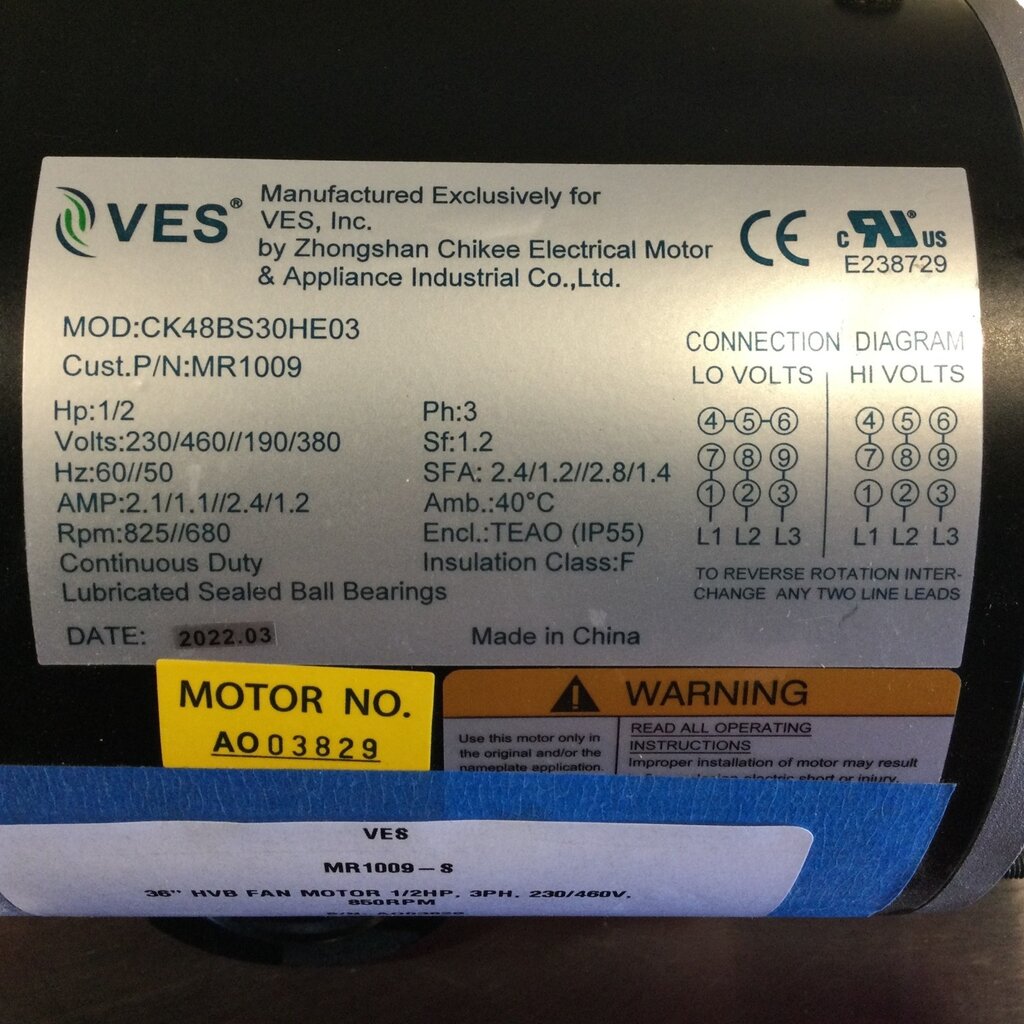 VES®
Manufactured Exclusively for
VES, Inc.
by Zhongshan Chikee Electrical Motor
& Appliance Industrial Co.,Ltd.
CE
c RU® US
E238729
MOD:CK48BS30HE03
Cust.P/N:MR1009
Hp:1/2
Volts:230/460//190/380
Hz:60//50
AMP:2.1/1.1//2.4/1.2
Rpm:825//680
Continuous Duty
Lubricated Sealed Ball Bearings
Ph:3
Sf:1.2
SFA: 2.4/1.2//2.8/1.4
Amb.:40°C
Encl.:TEAO (IP55)
Insulation Class:F
CONNECTION DIAGRAM
LO VOLTS
4-5-6
7 8 9
1 2 3
L1 L2 L3
HI VOLTS
4 5 6
7 8 9
1 2 3
L1 L2 L3
TO REVERSE ROTATION INTER-
CHANGE ANY TWO LINE LEADS
DATE: 2022.03
Made in China
MOTOR NO.
AO03829
WARNING
Use this motor only in
the original and/or the
nameplate application.
READ ALL OPERATING
INSTRUCTIONS
Improper installation of motor may result
electric short or injury.
VES
MR1009-S
36" HVB FAN MOTOR 1/2HP, 3PH, 230/460V,
850RPM